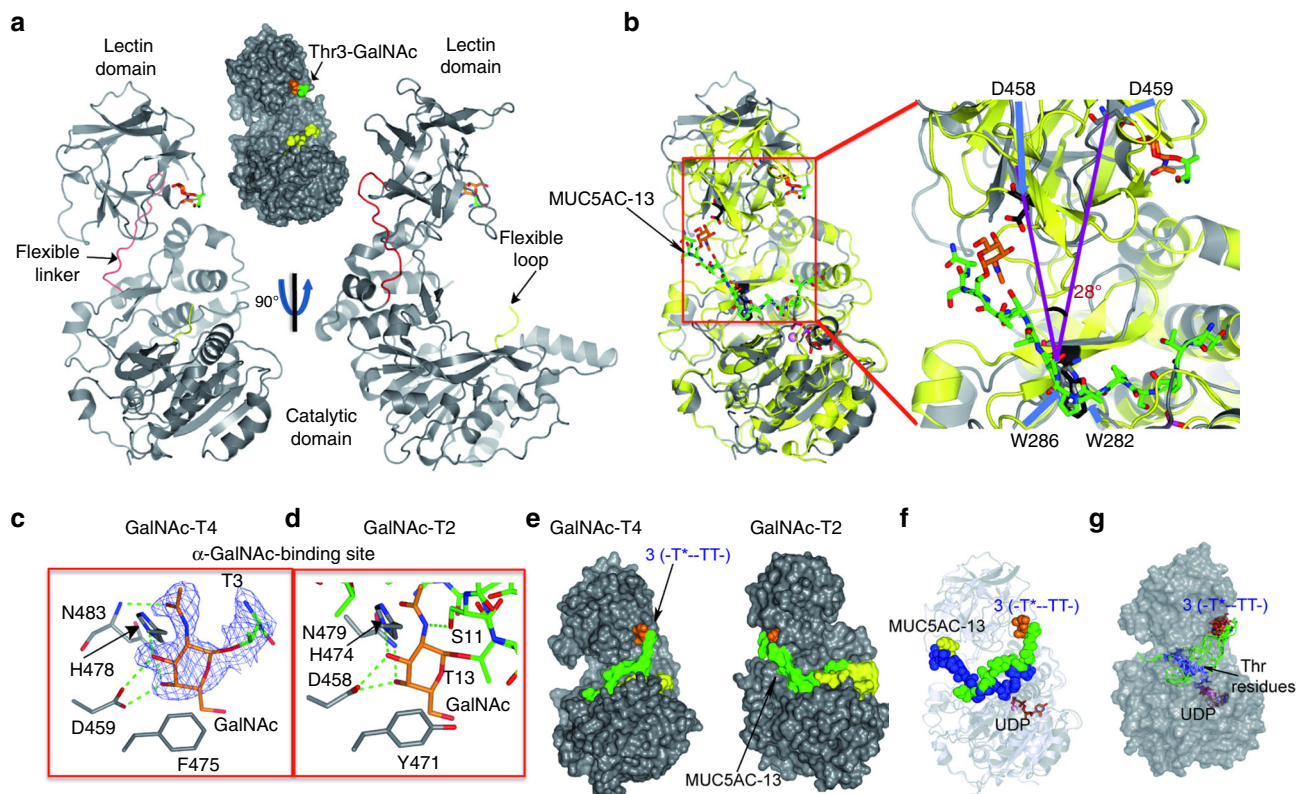 a
Lectin
domain
Thr3-GalNAc
Lectin
domain
Flexible
linker
90°
Flexible
loop
Catalytic
domain
b
MUC5AC-13
D458
D459
28°
W286
W282
c
GalNAc-T4
d
GalNAc-T2
α-GalNAc-binding site
T3
N483
H478
D459
GalNAc
F475
N479
H474
D458
S11
T13
GalNAc
Y471
e
GalNAc-T4
GalNAc-T2
3 (-T*--TT-)
MUC5AC-13
f
3 (-T*--TT-)
MUC5AC-13
UDP
g
3 (-T*--TT-)
Thr
residues
UDP